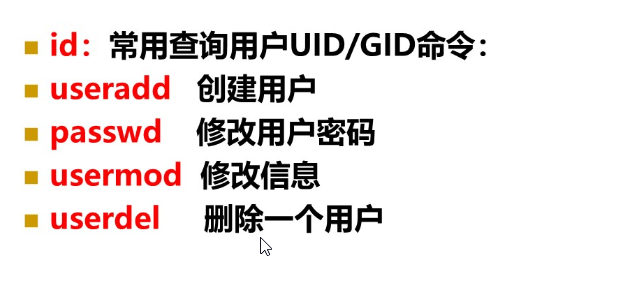 id：常用查询用户UID/GID命令：
useradd 创建用户
passwd 修改用户密码
usermod 修改信息
userdel 删除一个用户